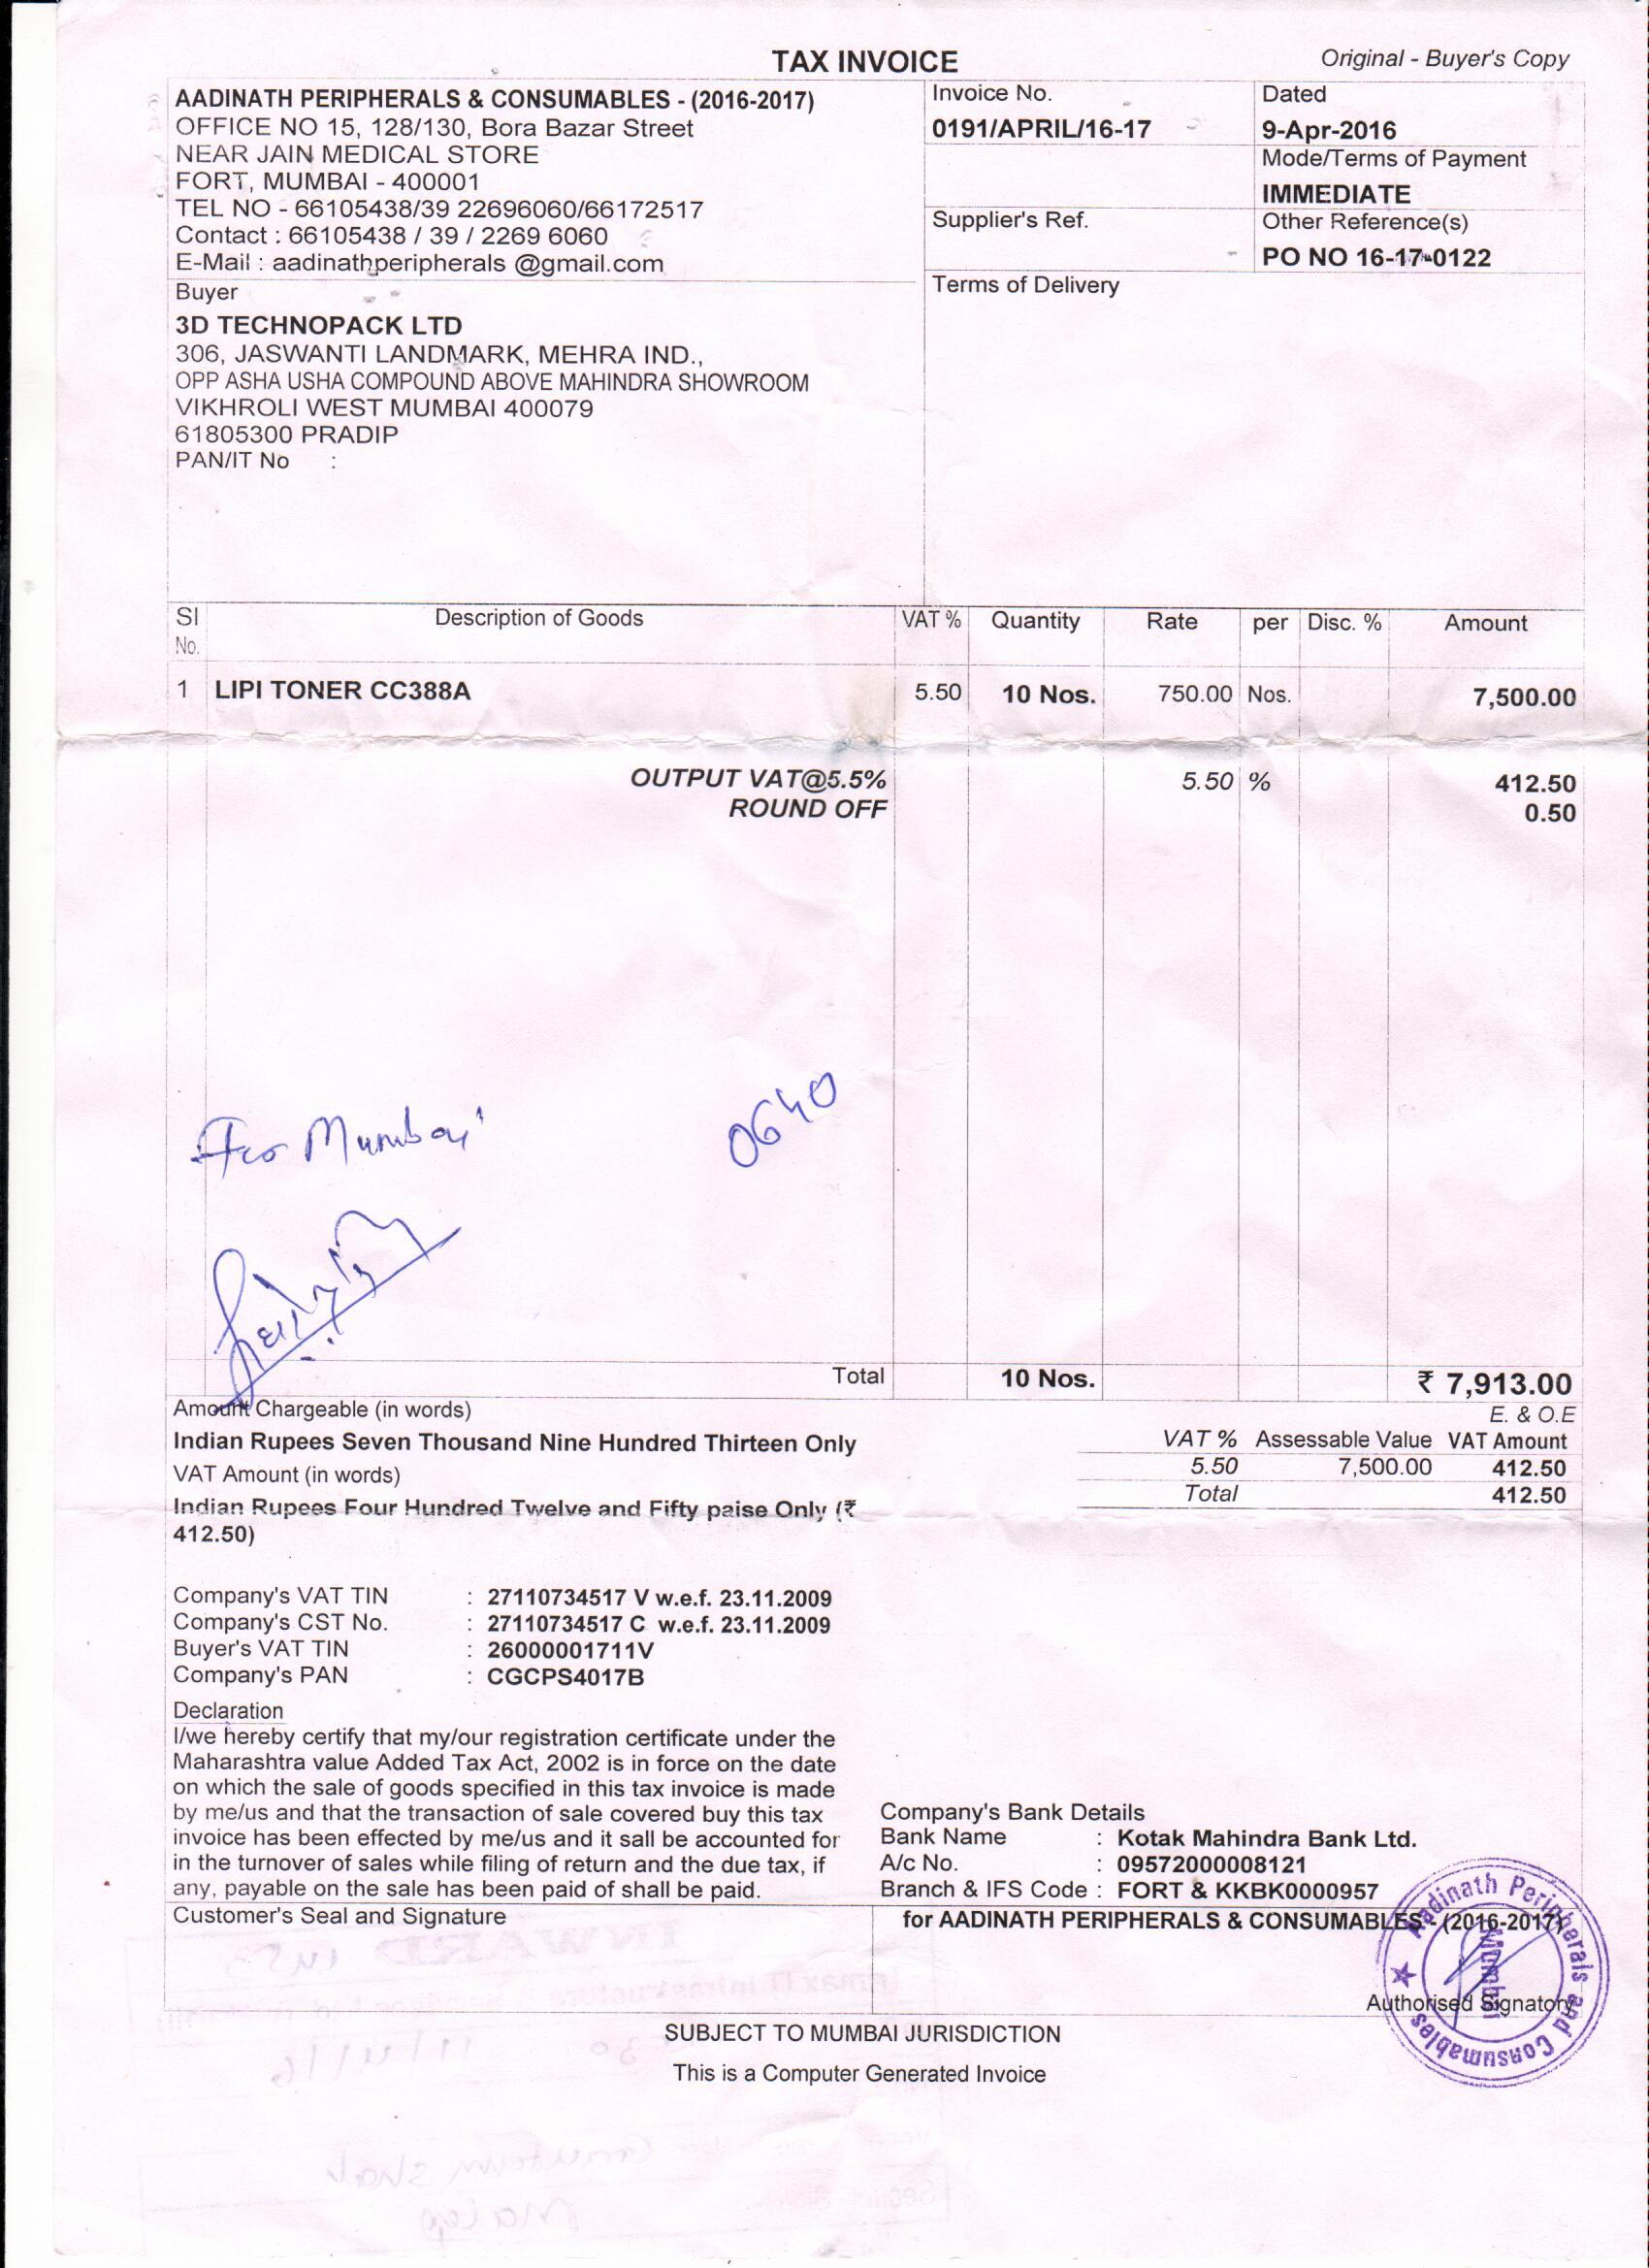 TAX INVOICE
Original - Buyer's Copy
AADINATH PERIPHERALS & CONSUMABLES - (2016-2017)
OFFICE NO 15, 128/130, Bora Bazar Street
NEAR JAIN MEDICAL STORE
FORT, MUMBAI - 400001
TEL NO - 66105438/39 22696060/66172517
Contact : 66105438 / 39 / 2269 6060
E-Mail : aadinathperipherals @gmail.com
Invoice No.
0191/APRIL/16-17
Dated
9-Apr-2016
Mode/Terms of Payment
IMMEDIATE
Supplier's Ref.
Other Reference(s)
PO NO 16-17-0122
Buyer
3D TECHNOPACK LTD
306, JASWANTI LANDMARK, MEHRA IND.,
OPP ASHA USHA COMPOUND ABOVE MAHINDRA SHOWROOM
VIKHROLI WEST MUMBAI 400079
61805300 PRADIP
PAN/IT No :
Terms of Delivery
SI No. Description of Goods VAT % Quantity Rate per Disc. % Amount
1 LIPI TONER CC388A 5.50 10 Nos. 750.00 Nos. 7,500.00
OUTPUT VAT@5.5% 5.50 % 412.50
ROUND OFF 0.50
Mumbai
0640
Total 10 Nos. ₹ 7,913.00
Amount Chargeable (in words) E. & O.E
Indian Rupees Seven Thousand Nine Hundred Thirteen Only
VAT Amount (in words)
Indian Rupees Four Hundred Twelve and Fifty paise Only (₹
412.50)
VAT % Assessable Value VAT Amount
5.50 7,500.00 412.50
Total 412.50
Company's VAT TIN : 27110734517 V w.e.f. 23.11.2009
Company's CST No. : 27110734517 C w.e.f. 23.11.2009
Buyer's VAT TIN : 26000001711V
Company's PAN : CGCPS4017B
Declaration
I/we hereby certify that my/our registration certificate under the
Maharashtra value Added Tax Act, 2002 is in force on the date
on which the sale of goods specified in this tax invoice is made
by me/us and that the transaction of sale covered buy this tax
invoice has been effected by me/us and it sall be accounted for
in the turnover of sales while filing of return and the due tax, if
any, payable on the sale has been paid of shall be paid.
Company's Bank Details
Bank Name : Kotak Mahindra Bank Ltd.
A/c No. : 09572000008121
Branch & IFS Code : FORT & KKBK0000957
Customer's Seal and Signature
for AADINATH PERIPHERALS & CONSUMABLES - (2016-2017)
Aadinath Peripherals and Consumables
Mumbai
Authorised Signatory
SUBJECT TO MUMBAI JURISDICTION
This is a Computer Generated Invoice